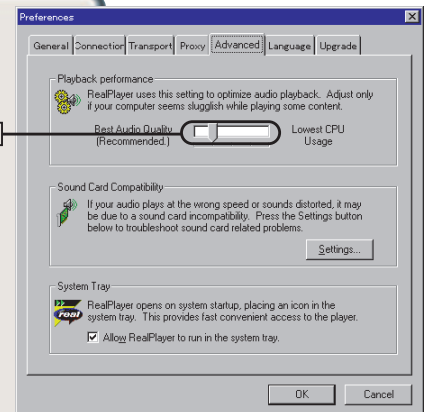 Preferences
General Connection Transport Proxy Advanced Language Upgrade
Playback performance
RealPlayer uses this setting to optimize audio playback. Adjust only
if your computer seems slugglish while playing some content.
Best Audio Quality
(Recommended.)
Lowest CPU
Usage
Sound Card Compatibility
If your audio plays at the wrong speed or sounds distorted, it may
be due to a sound card incompatibility. Press the Settings button
below to troubleshoot sound card related problems.
Settings...
System Tray
real
RealPlayer opens on system startup, placing an icon in the
system tray. This provides fast convenient access to the player.
Allow RealPlayer to run in the system tray.
OK Cancel